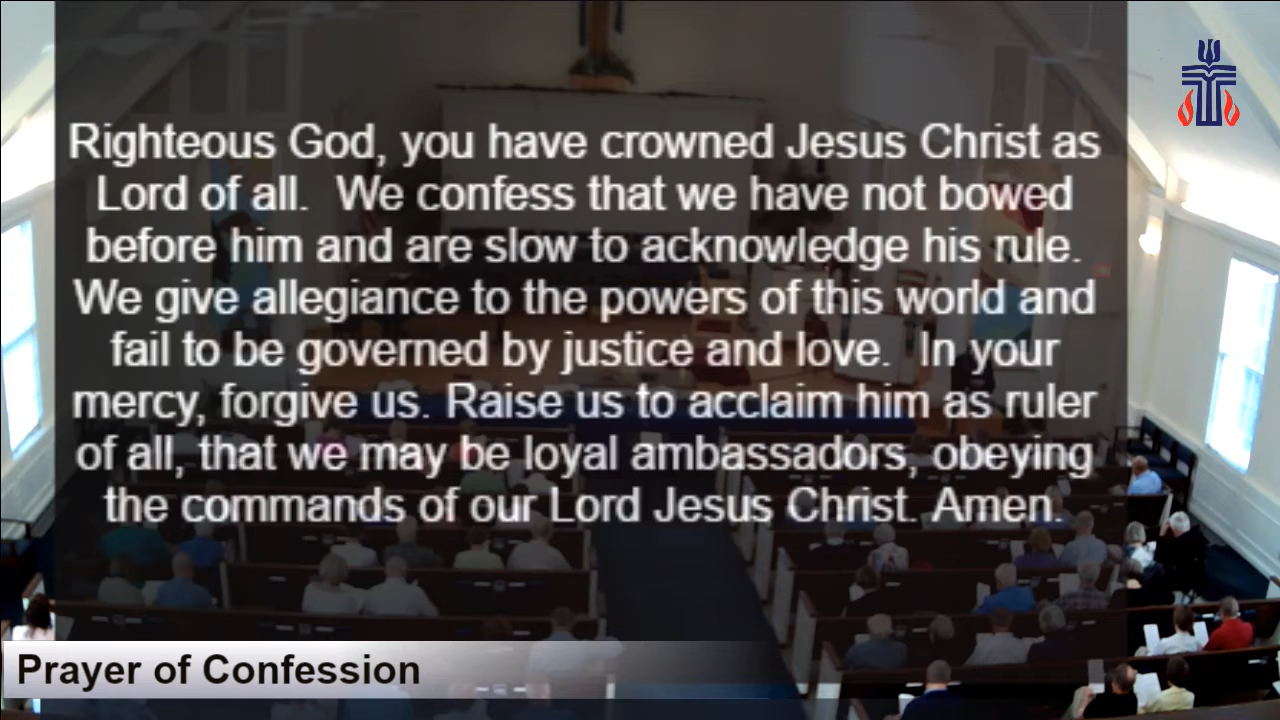 Righteous God, you have crowned Jesus Christ as
Lord of all.  We confess that we have not bowed
before him and are slow to acknowledge his rule.
We give allegiance to the powers of this world and
fail to be governed by justice and love.  In your
mercy, forgive us. Raise us to acclaim him as ruler
of all, that we may be loyal ambassadors, obeying
the commands of our Lord Jesus Christ. Amen.
Prayer of Confession